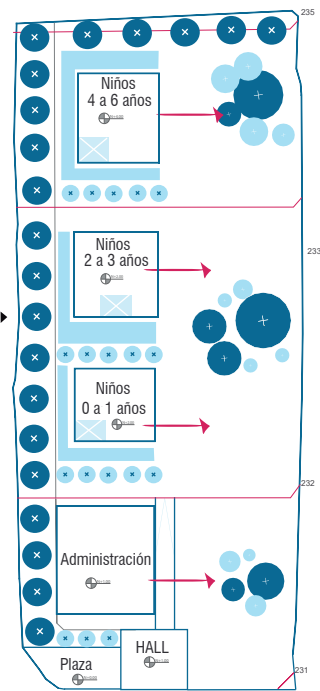 235
Niños
4 a 6 años
233
Niños
2 a 3 años
Niños
0 a 1 años
232
Administración
HALL
Plaza
231